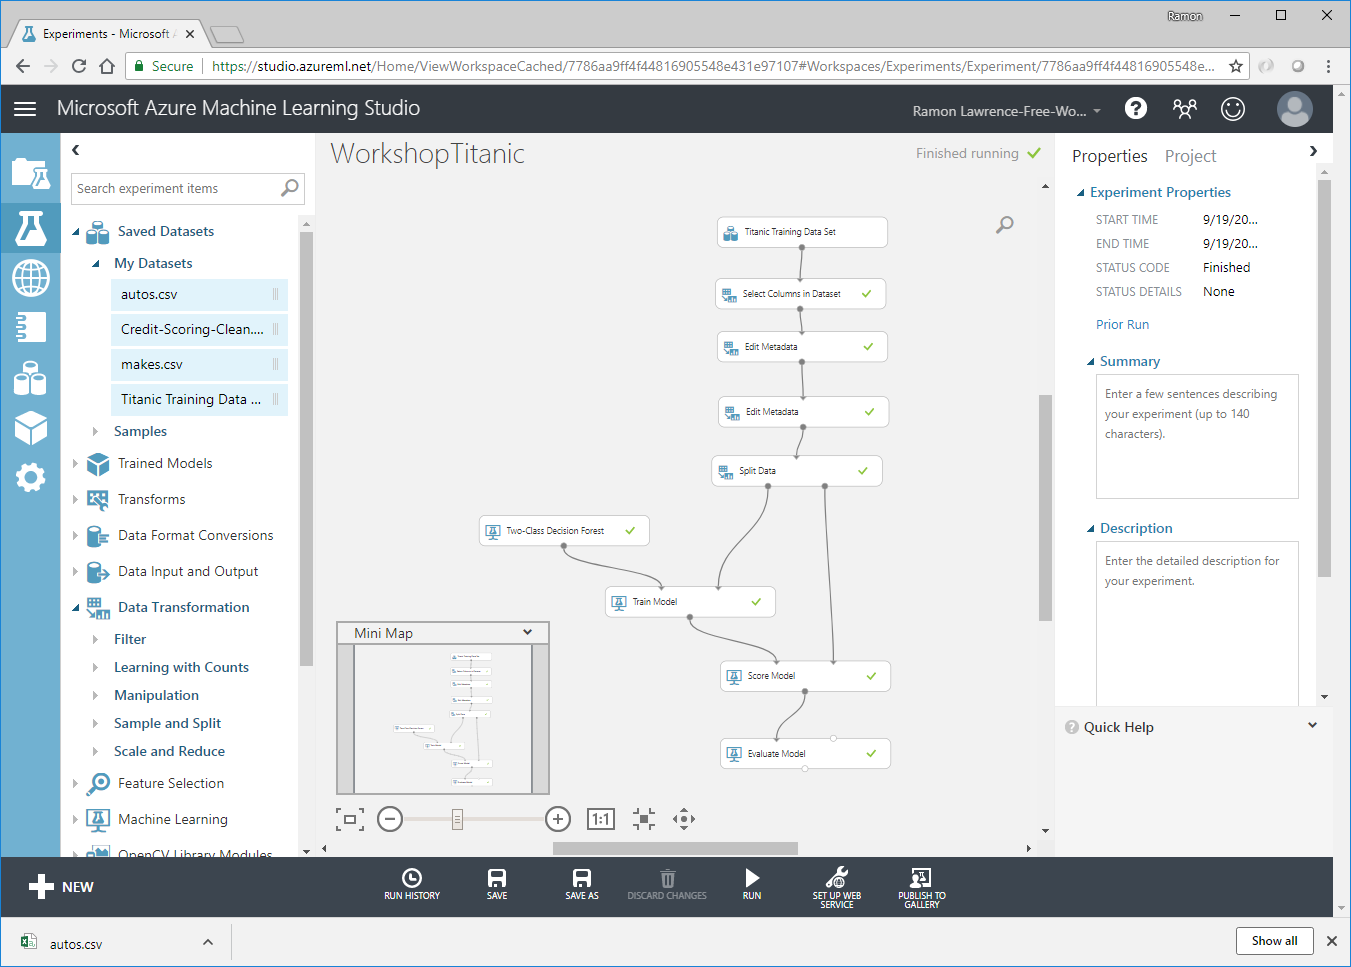 Ramon
Experiments - Microsoft A
Secure
https://studio.azureml.net/Home/ViewWorkspaceCached/7786aa9ff4f44816905548e431e97107#Workspaces/Experiments/Experiment/7786aa9ff4f44816905548e...
Microsoft Azure Machine Learning Studio
Ramon Lawrence-Free-Wo...
WorkshopTitanic
Finished running
Search experiment items
Saved Datasets
My Datasets
autos.csv
Credit-Scoring-Clean....
makes.csv
Titanic Training Data ...
Samples
Trained Models
Transforms
Data Format Conversions
Data Input and Output
Data Transformation
Filter
Learning with Counts
Manipulation
Sample and Split
Scale and Reduce
Feature Selection
Machine Learning
OpenCV Library Modules
Titanic Training Data Set
Select Columns in Dataset
Edit Metadata
Edit Metadata
Split Data
Two-Class Decision Forest
Train Model
Score Model
Evaluate Model
Mini Map
1:1
Properties
Project
Experiment Properties
START TIME 9/19/20...
END TIME 9/19/20...
STATUS CODE Finished
STATUS DETAILS None
Prior Run
Summary
Enter a few sentences describing
your experiment (up to 140
characters).
Description
Enter the detailed description for
your experiment.
Quick Help
NEW
RUN HISTORY
SAVE
SAVE AS
DISCARD CHANGES
RUN
SET UP WEB
SERVICE
PUBLISH TO
GALLERY
autos.csv
Show all